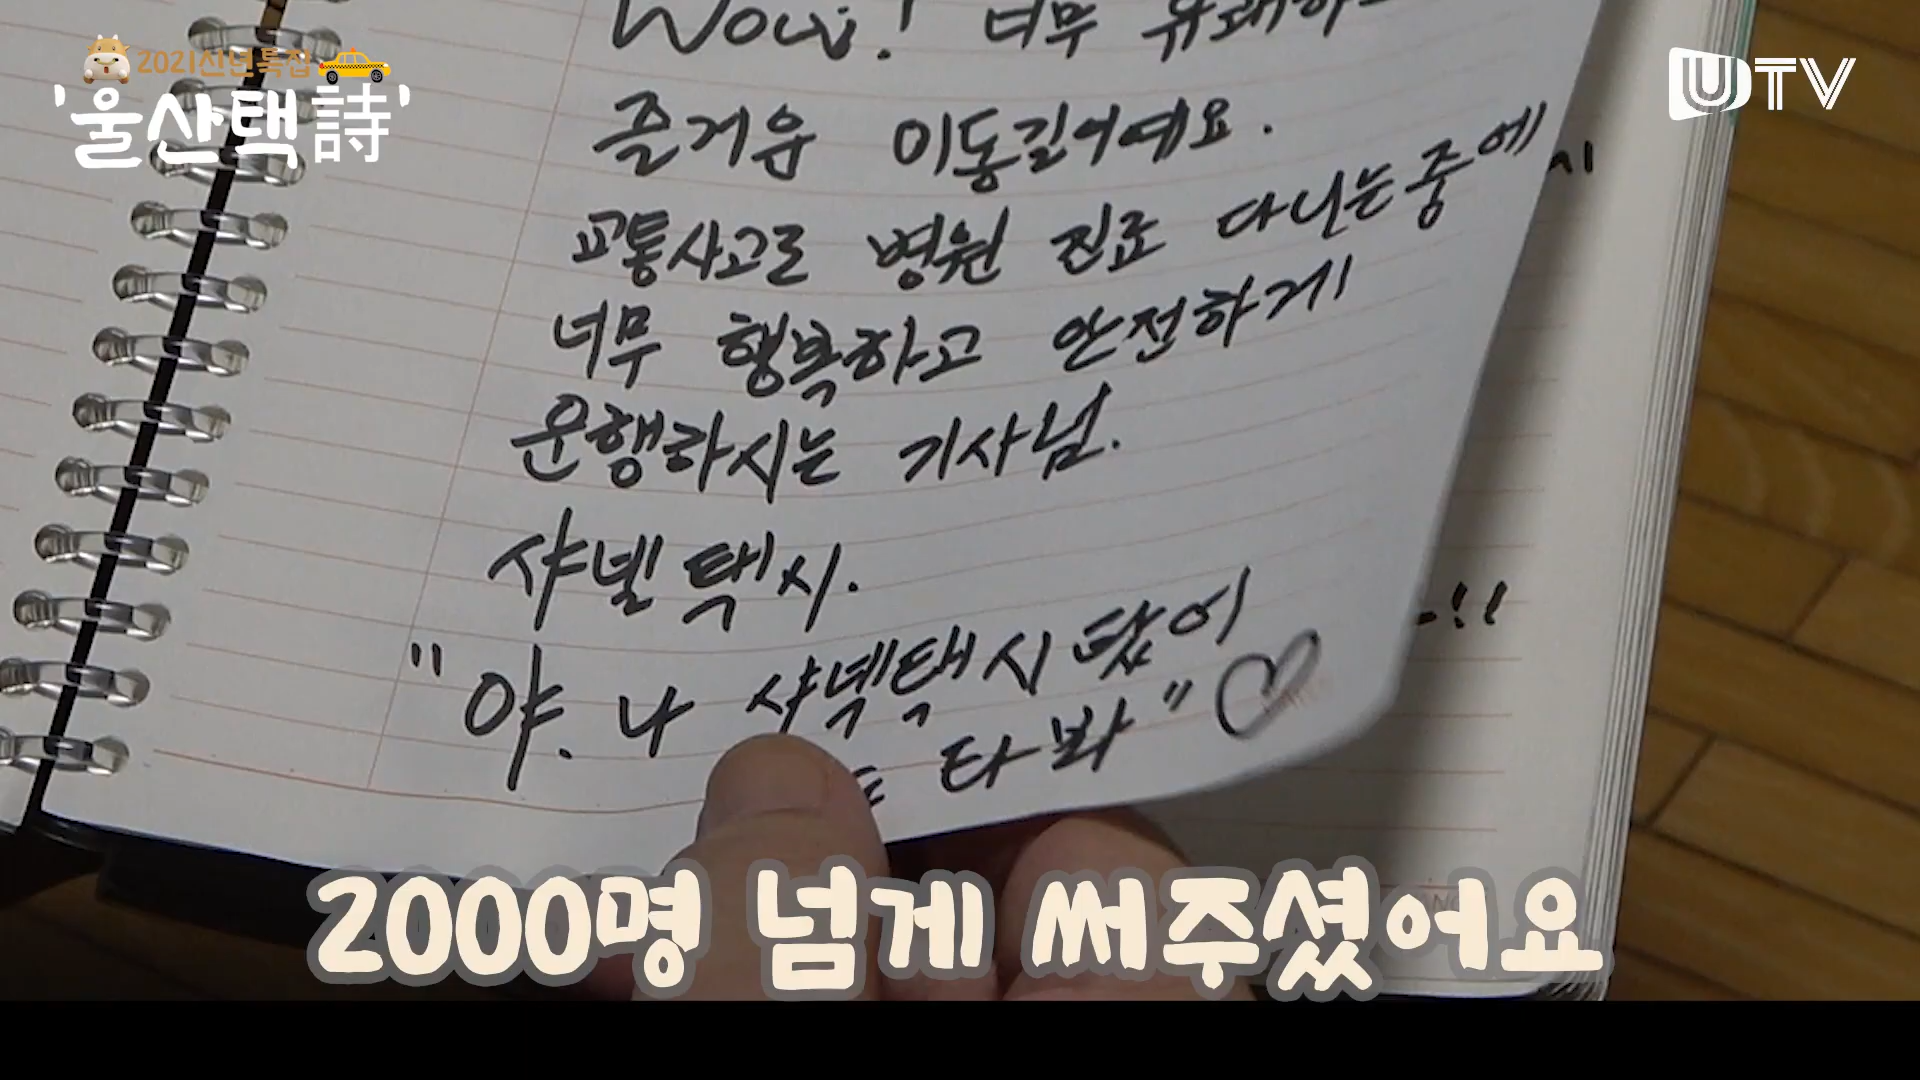 2021신년특집
'울산택詩'
UTV
Wow! 너무
즐거운 이동길이예요.
교통사고로 병원 진료 다니는 중에
너무 행복하고 안전하게
운행하시는 기사님.
샤넬택시.
"야. 나 샤넬택시 탔어
타봐" ♡
2000명 넘게 써주셨어요